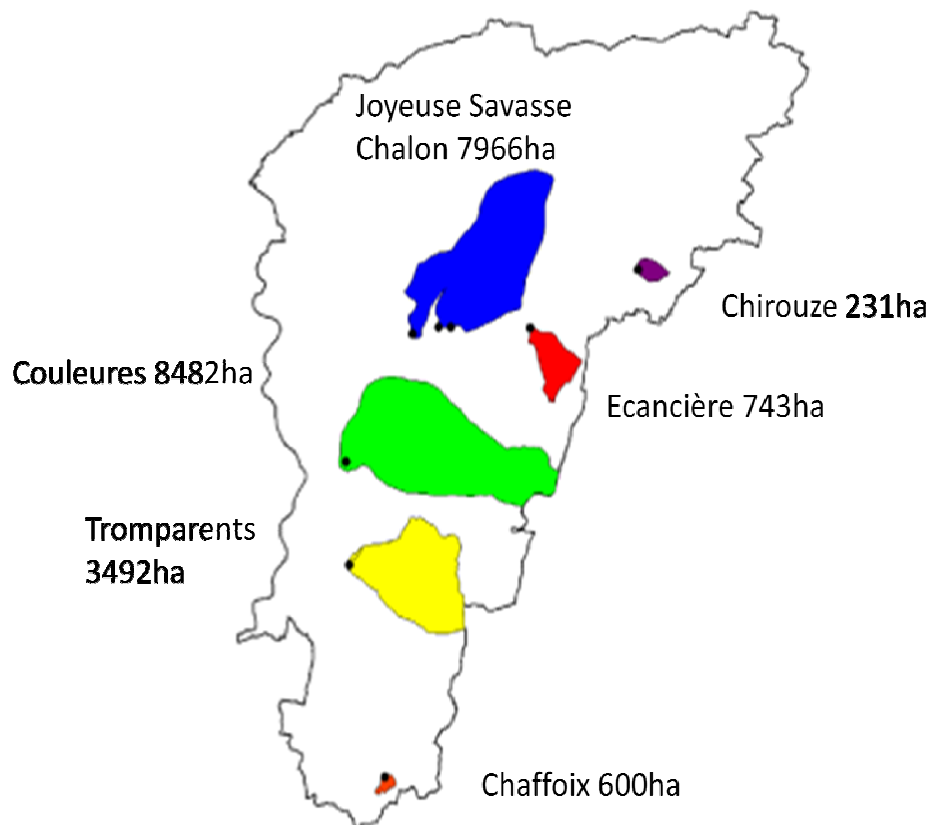 Joyeuse Savasse
Chalon 7966ha
Chirouze 231ha
Couleures 8482ha
Ecancière 743ha
Tromparents
3492ha
Chaffoix 600ha